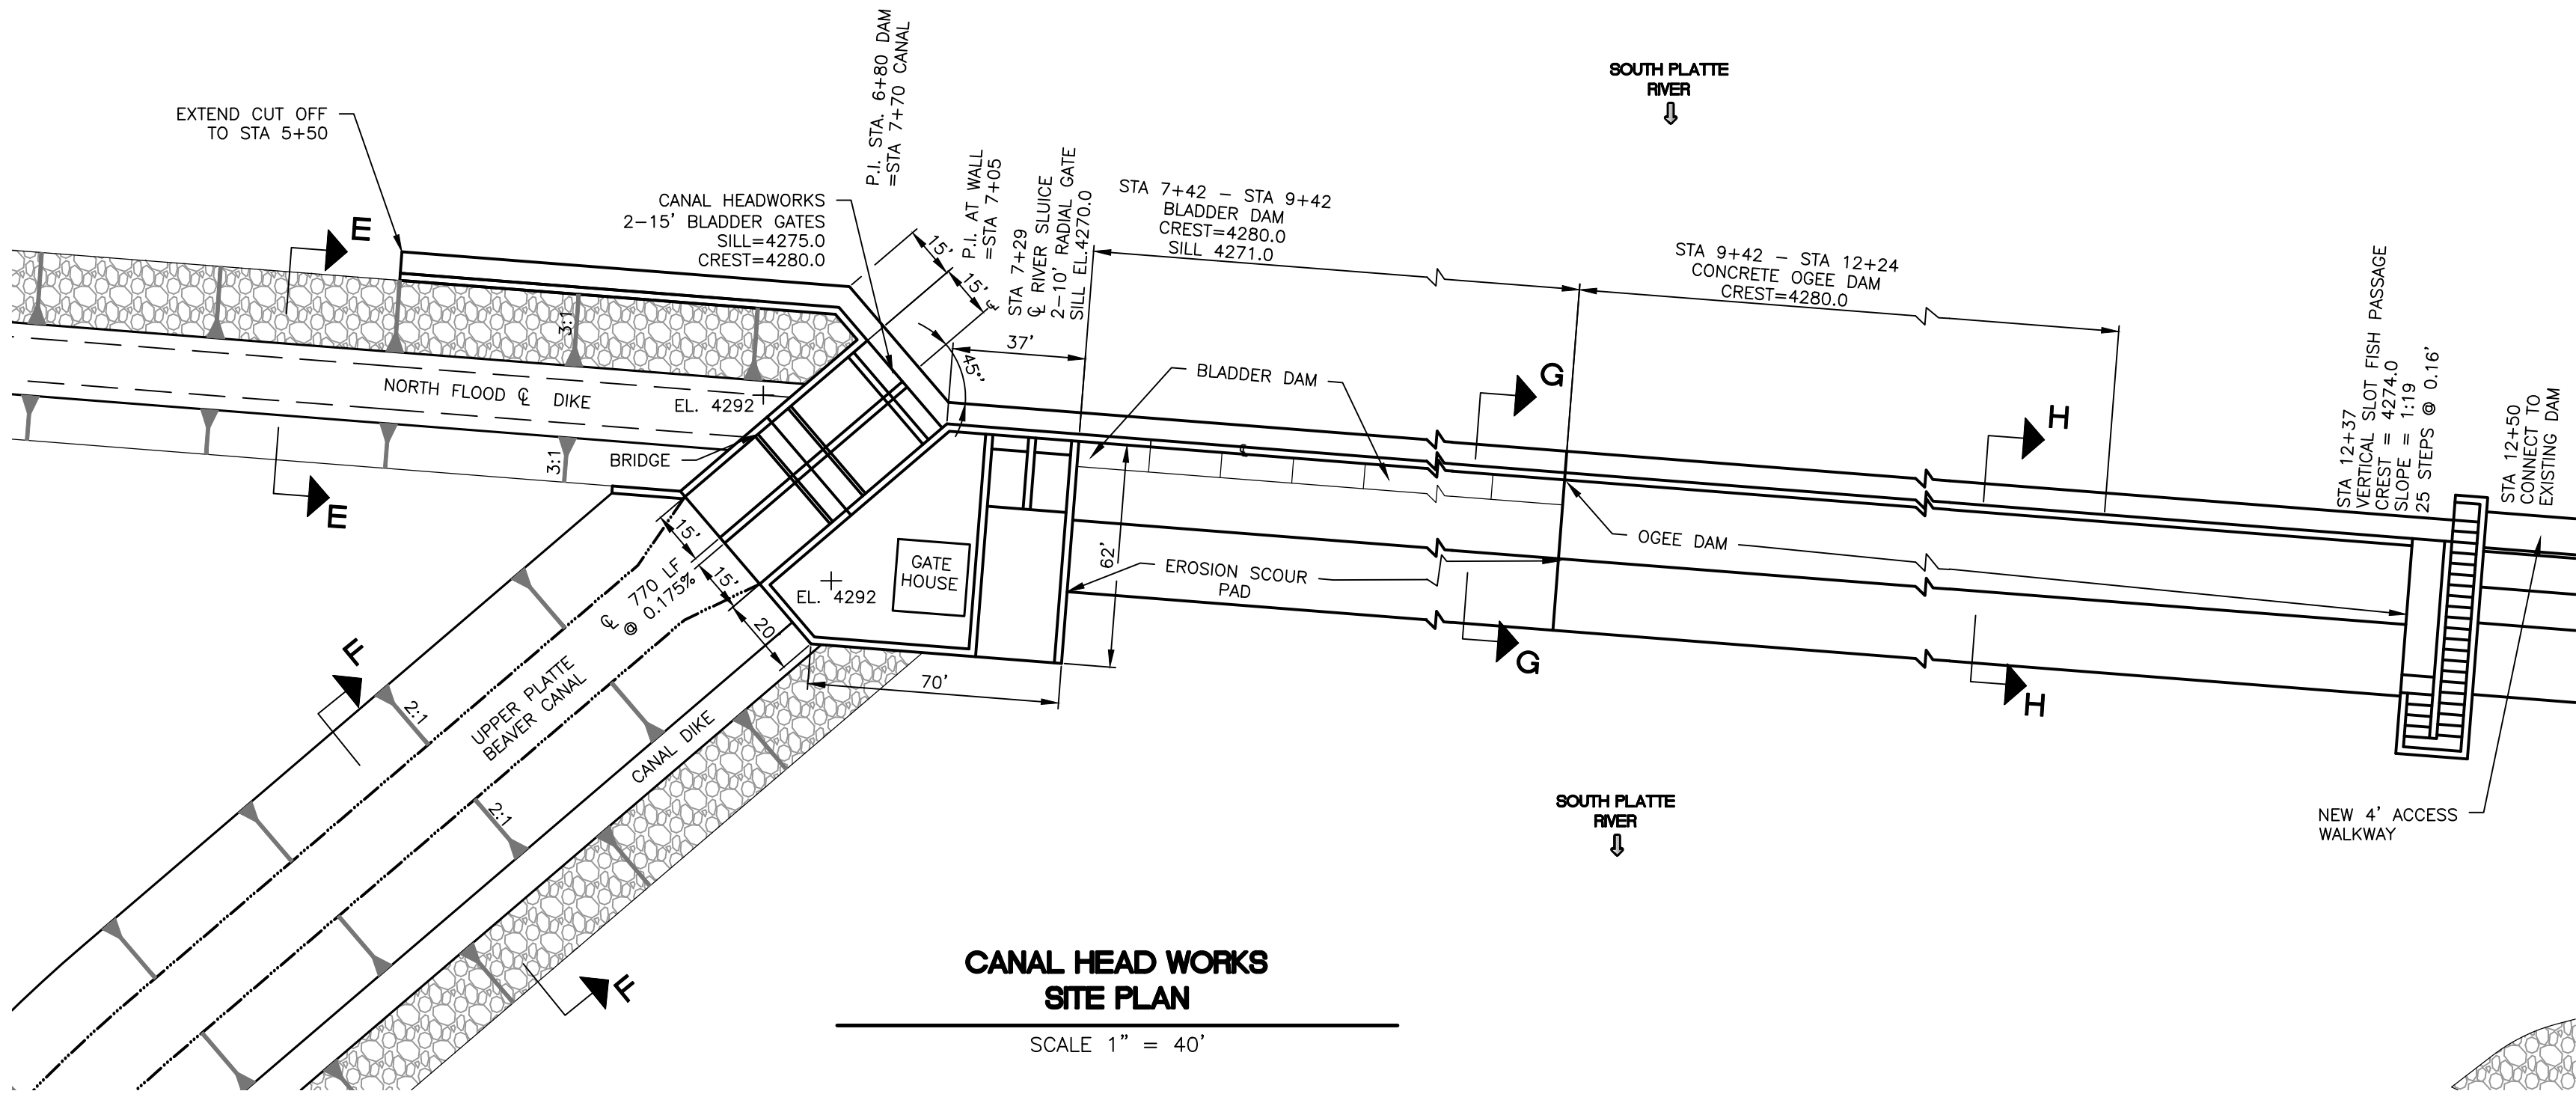 EXTEND CUT OFF
TO STA 5+50
E
E
CANAL HEADWORKS
2-15' BLADDER GATES
SILL=4275.0
CREST=4280.0
P.I. STA. 6+80 DAM
=STA 7+70 CANAL
15'
15'
℄
P.I. AT WALL
=STA 7+05
STA 7+29
℄ RIVER SLUICE
2-10' RADIAL GATE
SILL EL.4270.0
45°'
37'
STA 7+42 - STA 9+42
BLADDER DAM
CREST=4280.0
SILL 4271.0
SOUTH PLATTE
RIVER
STA 9+42 - STA 12+24
CONCRETE OGEE DAM
CREST=4280.0
STA 12+37
VERTICAL SLOT FISH PASSAGE
CREST = 4274.0
SLOPE = 1:19
25 STEPS @ 0.16'
STA 12+50
CONNECT TO
EXISTING DAM
3:1
NORTH FLOOD ℄ DIKE
EL. 4292
3:1
BRIDGE
BLADDER DAM
℄
G
G
H
H
OGEE DAM
62'
EROSION SCOUR
PAD
GATE
HOUSE
EL. 4292
15'
15'
20'
70'
℄ 770 LF
@ 0.175%
F
F
2:1
2:1
UPPER PLATTE
BEAVER CANAL
CANAL DIKE
SOUTH PLATTE
RIVER
NEW 4' ACCESS
WALKWAY
CANAL HEAD WORKS
SITE PLAN
SCALE 1" = 40'